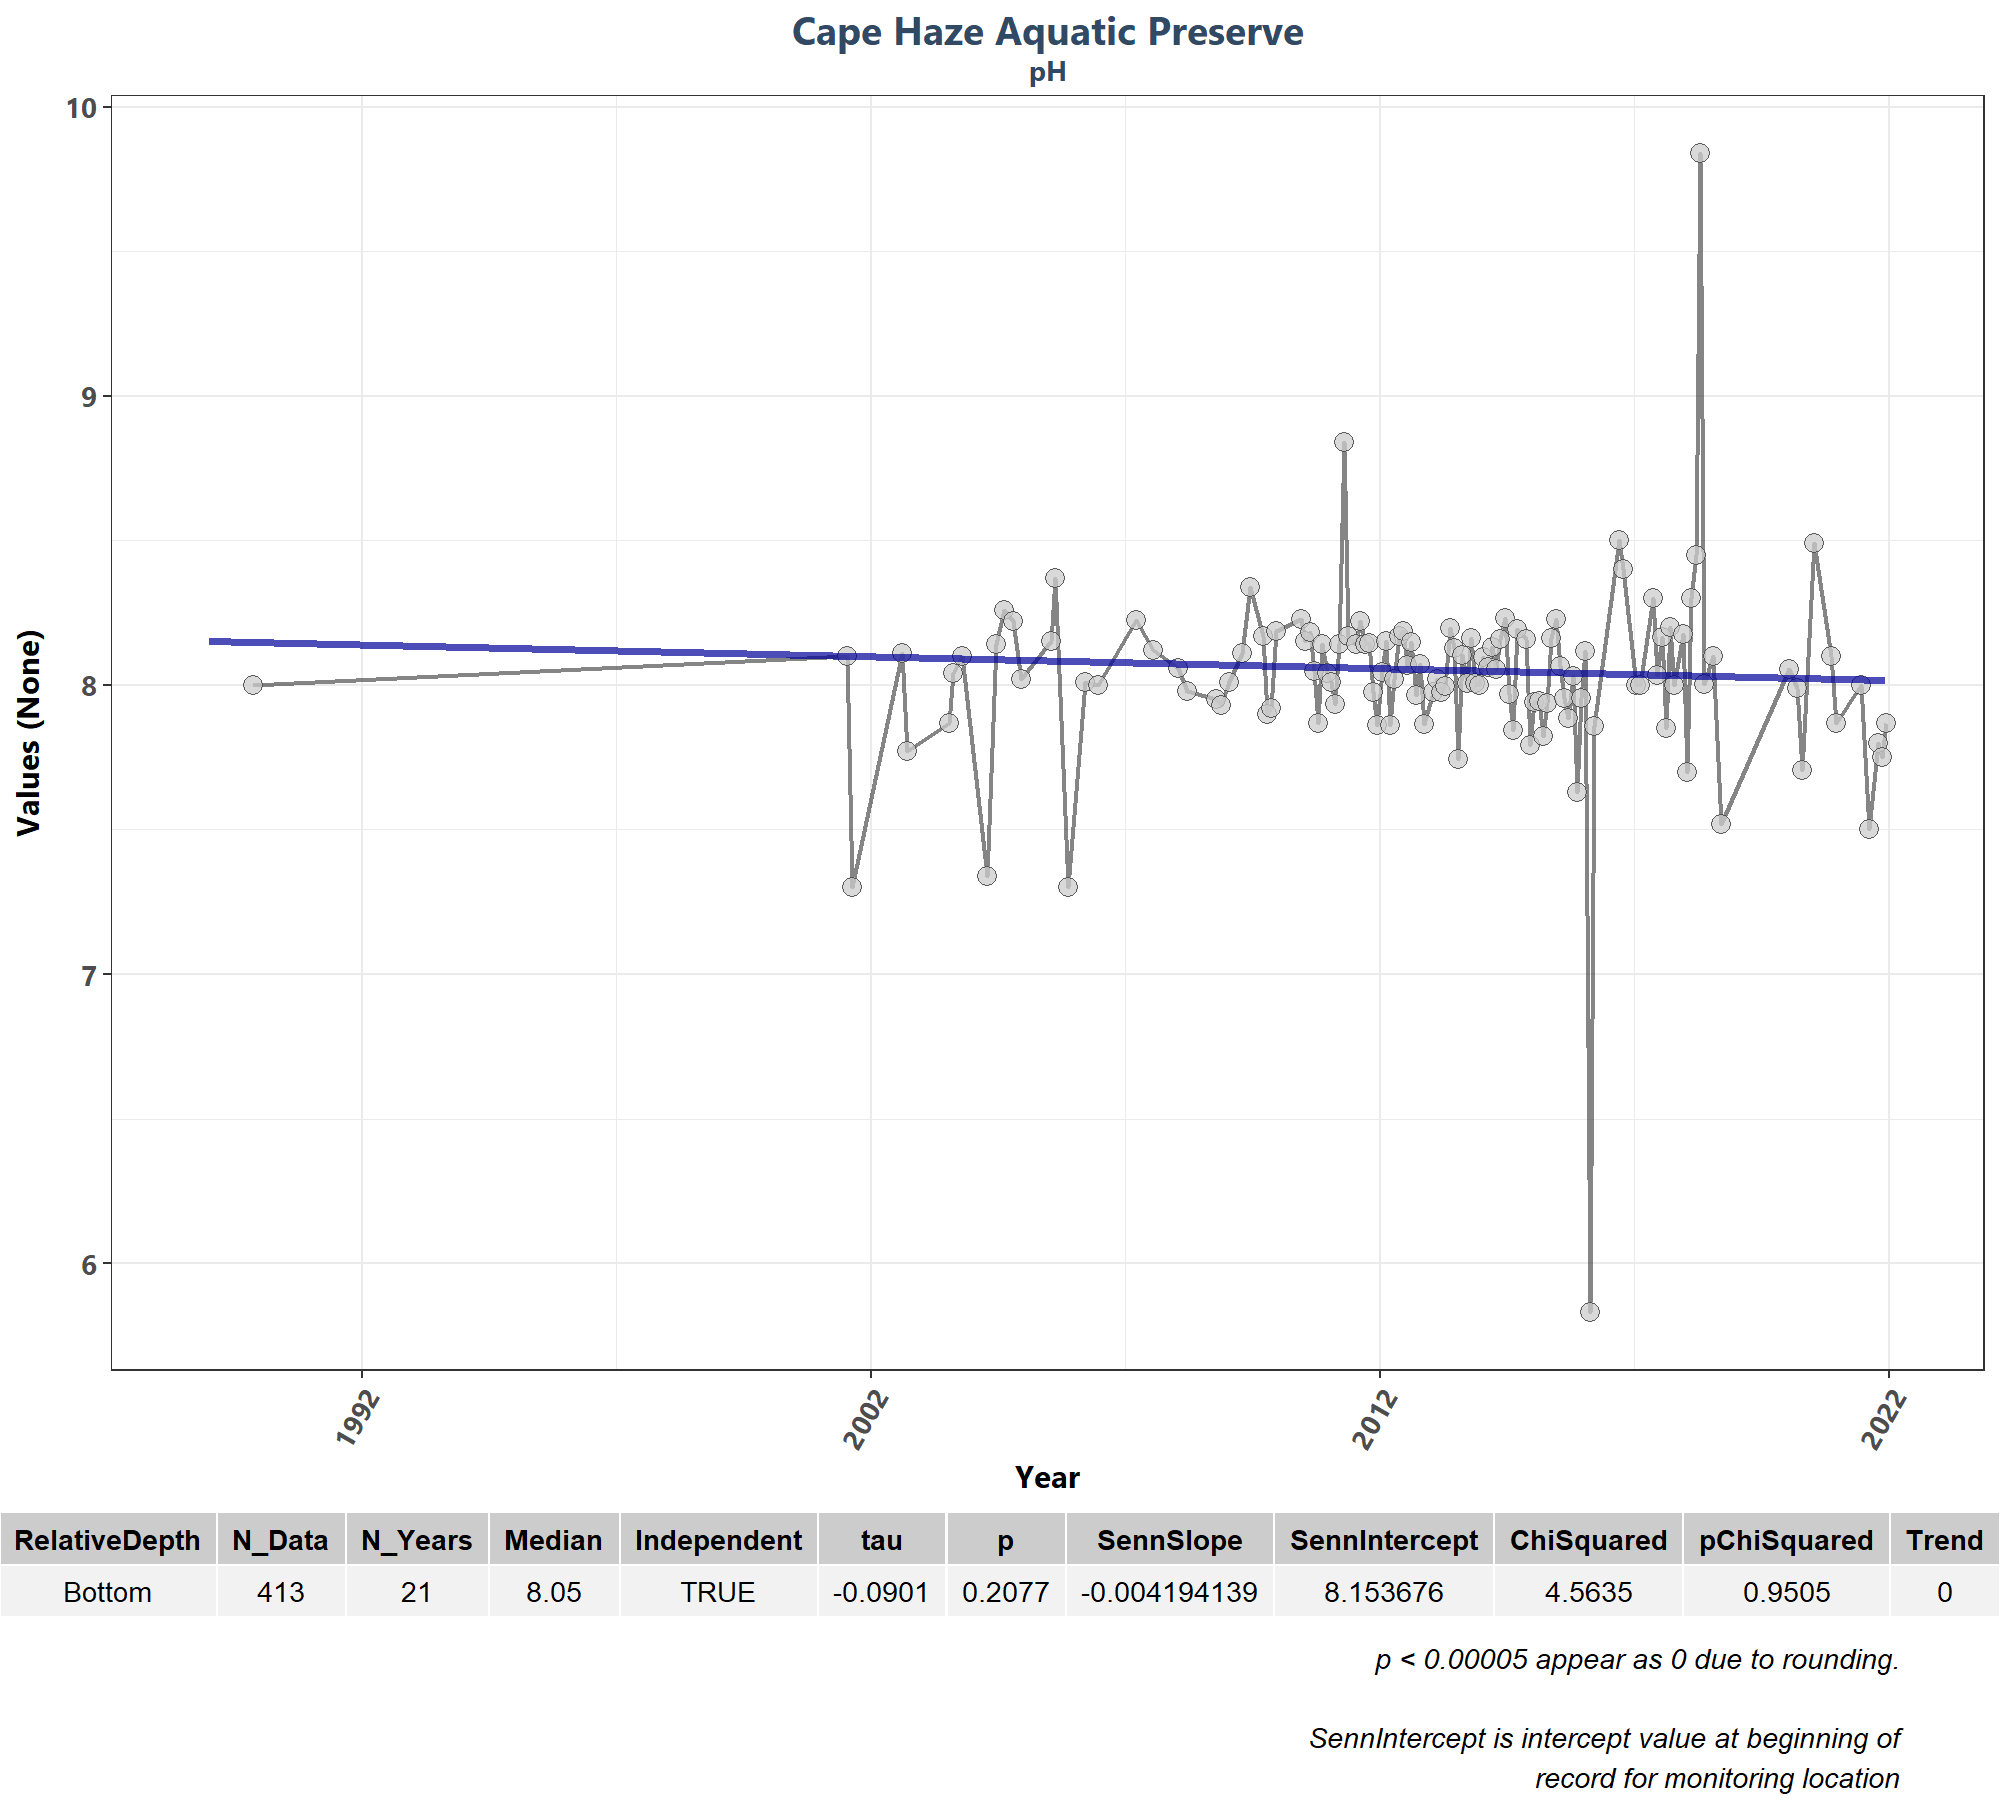 Cape Haze Aquatic Preserve
pH
10
9
8
7
6
Values (None)
1992
2002
2012
2022
Year
RelativeDepth N_Data N_Years Median Independent tau p SennSlope SennIntercept ChiSquared pChiSquared Trend
Bottom 413 21 8.05 TRUE -0.0901 0.2077 -0.004194139 8.153676 4.5635 0.9505 0
p < 0.00005 appear as 0 due to rounding.
SennIntercept is intercept value at beginning of
record for monitoring location